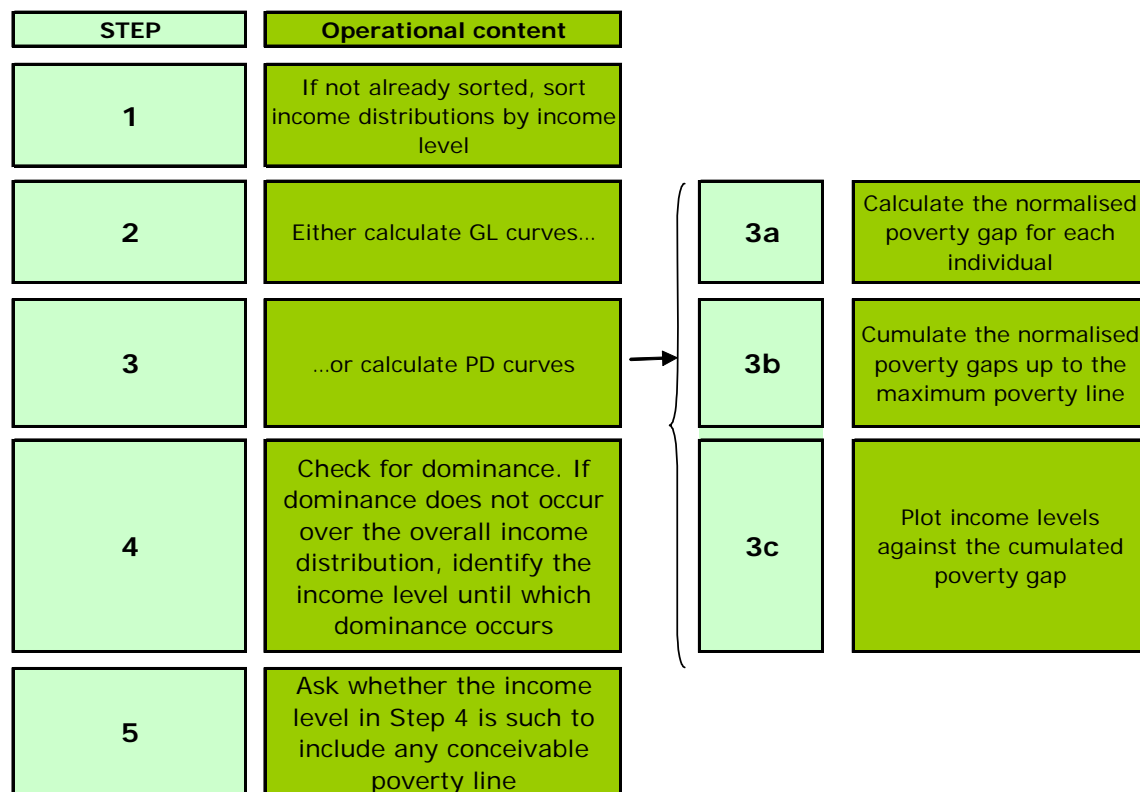 STEP
Operational content
1
If not already sorted, sort
income distributions by income
level
2
Either calculate GL curves...
3
...or calculate PD curves
4
Check for dominance. If
dominance does not occur
over the overall income
distribution, identify the
income level until which
dominance occurs
5
Ask whether the income
level in Step 4 is such to
include any conceivable
poverty line
3a
Calculate the normalised
poverty gap for each
individual
3b
Cumulate the normalised
poverty gaps up to the
maximum poverty line
3c
Plot income levels
against the cumulated
poverty gap